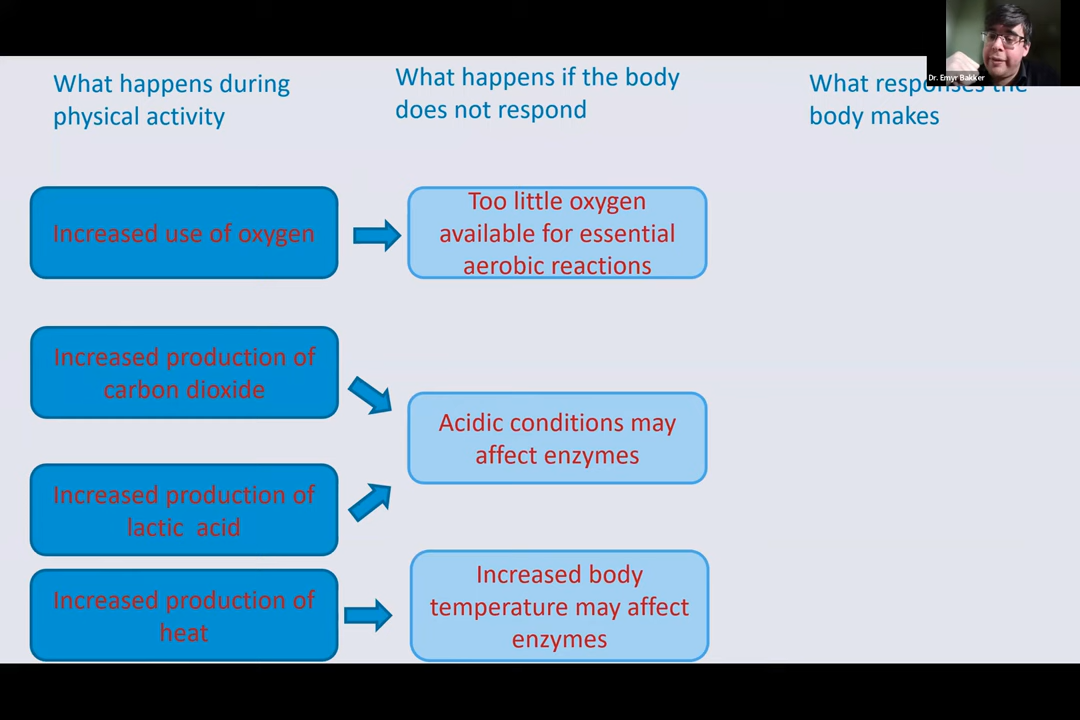 Dr. Emyr Bakker
What happens during
physical activity
What happens if the body
does not respond
What responses the
body makes
Increased use of oxygen
Too little oxygen
available for essential
aerobic reactions
Increased production of
carbon dioxide
Acidic conditions may
affect enzymes
Increased production of
lactic acid
Increased production of
heat
Increased body
temperature may affect
enzymes